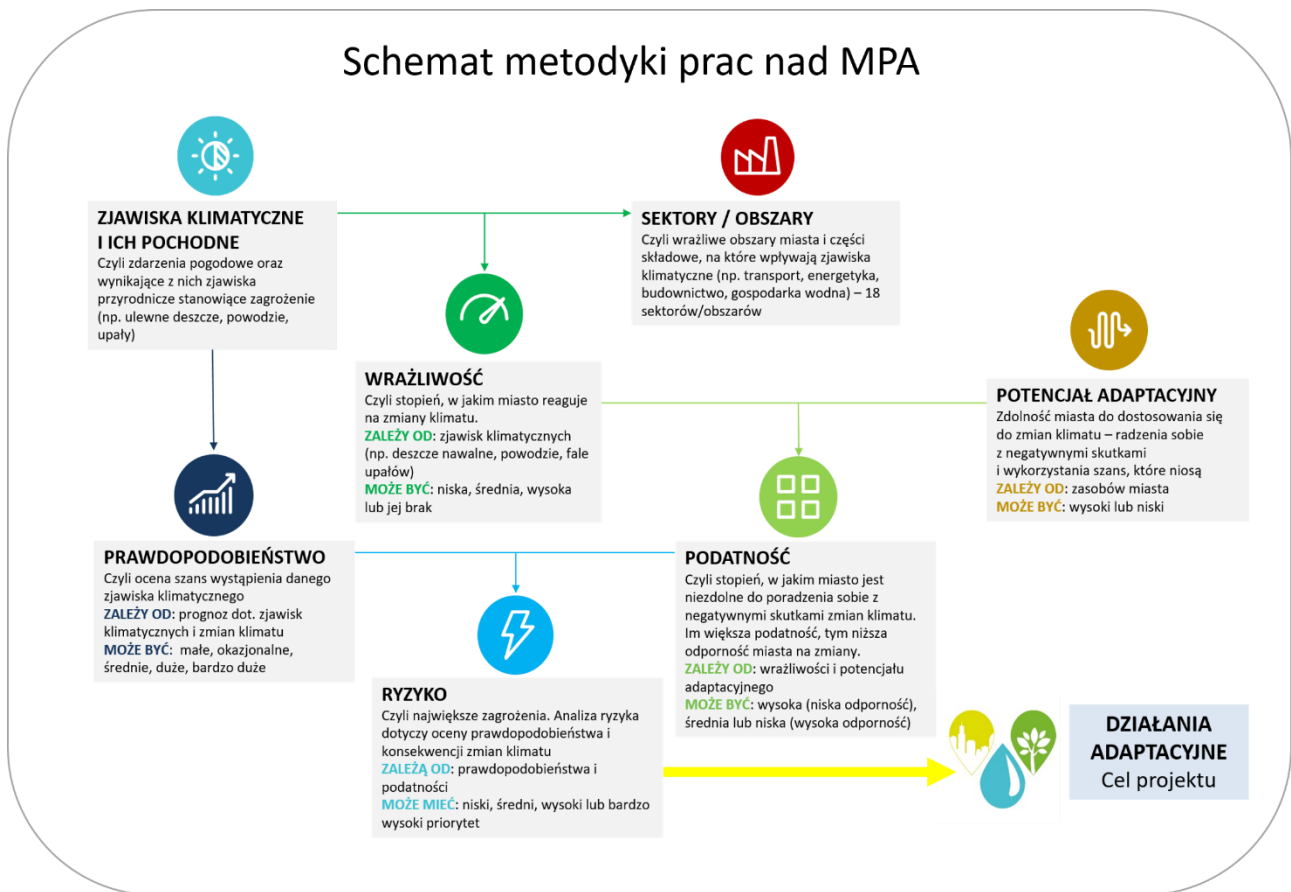 Schemat metodyki prac nad MPA
ZJAWISKA KLIMATYCZNE
I ICH POCHODNE
Czyli zdarzenia pogodowe oraz
wynikające z nich zjawiska
przyrodnicze stanowiące zagrożenie
(np. ulewne deszcze, powodzie,
upały)
SEKTORY / OBSZARY
Czyli wrażliwe obszary miasta i części
składowe, na które wpływają zjawiska
klimatyczne (np. transport, energetyka,
budownictwo, gospodarka wodna) – 18
sektorów/obszarów
WRAŻLIWOŚĆ
Czyli stopień, w jakim miasto reaguje
na zmiany klimatu.
ZALEŻY OD: zjawisk klimatycznych
(np. deszcze nawalne, powodzie, fale
upałów)
MOŻE BYĆ: niska, średnia, wysoka
lub jej brak
POTENCJAŁ ADAPTACYJNY
Zdolność miasta do dostosowania się
do zmian klimatu – radzenia sobie
z negatywnymi skutkami
i wykorzystania szans, które niosą
ZALEŻY OD: zasobów miasta
MOŻE BYĆ: wysoki lub niski
PRAWDOPODOBIEŃSTWO
Czyli ocena szans wystąpienia danego
zjawiska klimatycznego
ZALEŻY OD: prognoz dot. zjawisk
klimatycznych i zmian klimatu
MOŻE BYĆ: małe, okazjonalne,
średnie, duże, bardzo duże
PODATNOŚĆ
Czyli stopień, w jakim miasto jest
niezdolne do poradzenia sobie z
negatywnymi skutkami zmian klimatu.
Im większa podatność, tym niższa
odporność miasta na zmiany.
ZALEŻY OD: wrażliwości i potencjału
adaptacyjnego
MOŻE BYĆ: wysoka (niska odporność),
średnia lub niska (wysoka odporność)
RYZYKO
Czyli największe zagrożenia. Analiza ryzyka
dotyczy oceny prawdopodobieństwa i
konsekwencji zmian klimatu
ZALEŻĄ OD: prawdopodobieństwa i
podatności
MOŻE MIEĆ: niski, średni, wysoki lub bardzo
wysoki priorytet
DZIAŁANIA
ADAPTACYJNE
Cel projektu